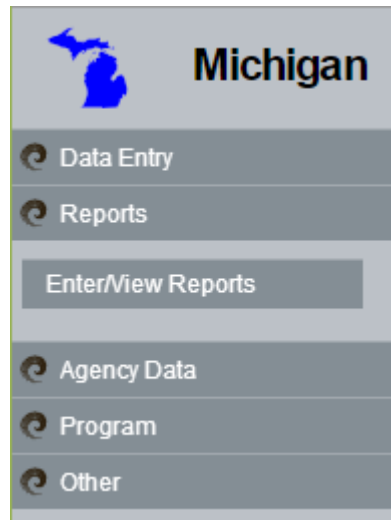 Michigan
Data Entry
Reports
Enter/View Reports
Agency Data
Program
Other